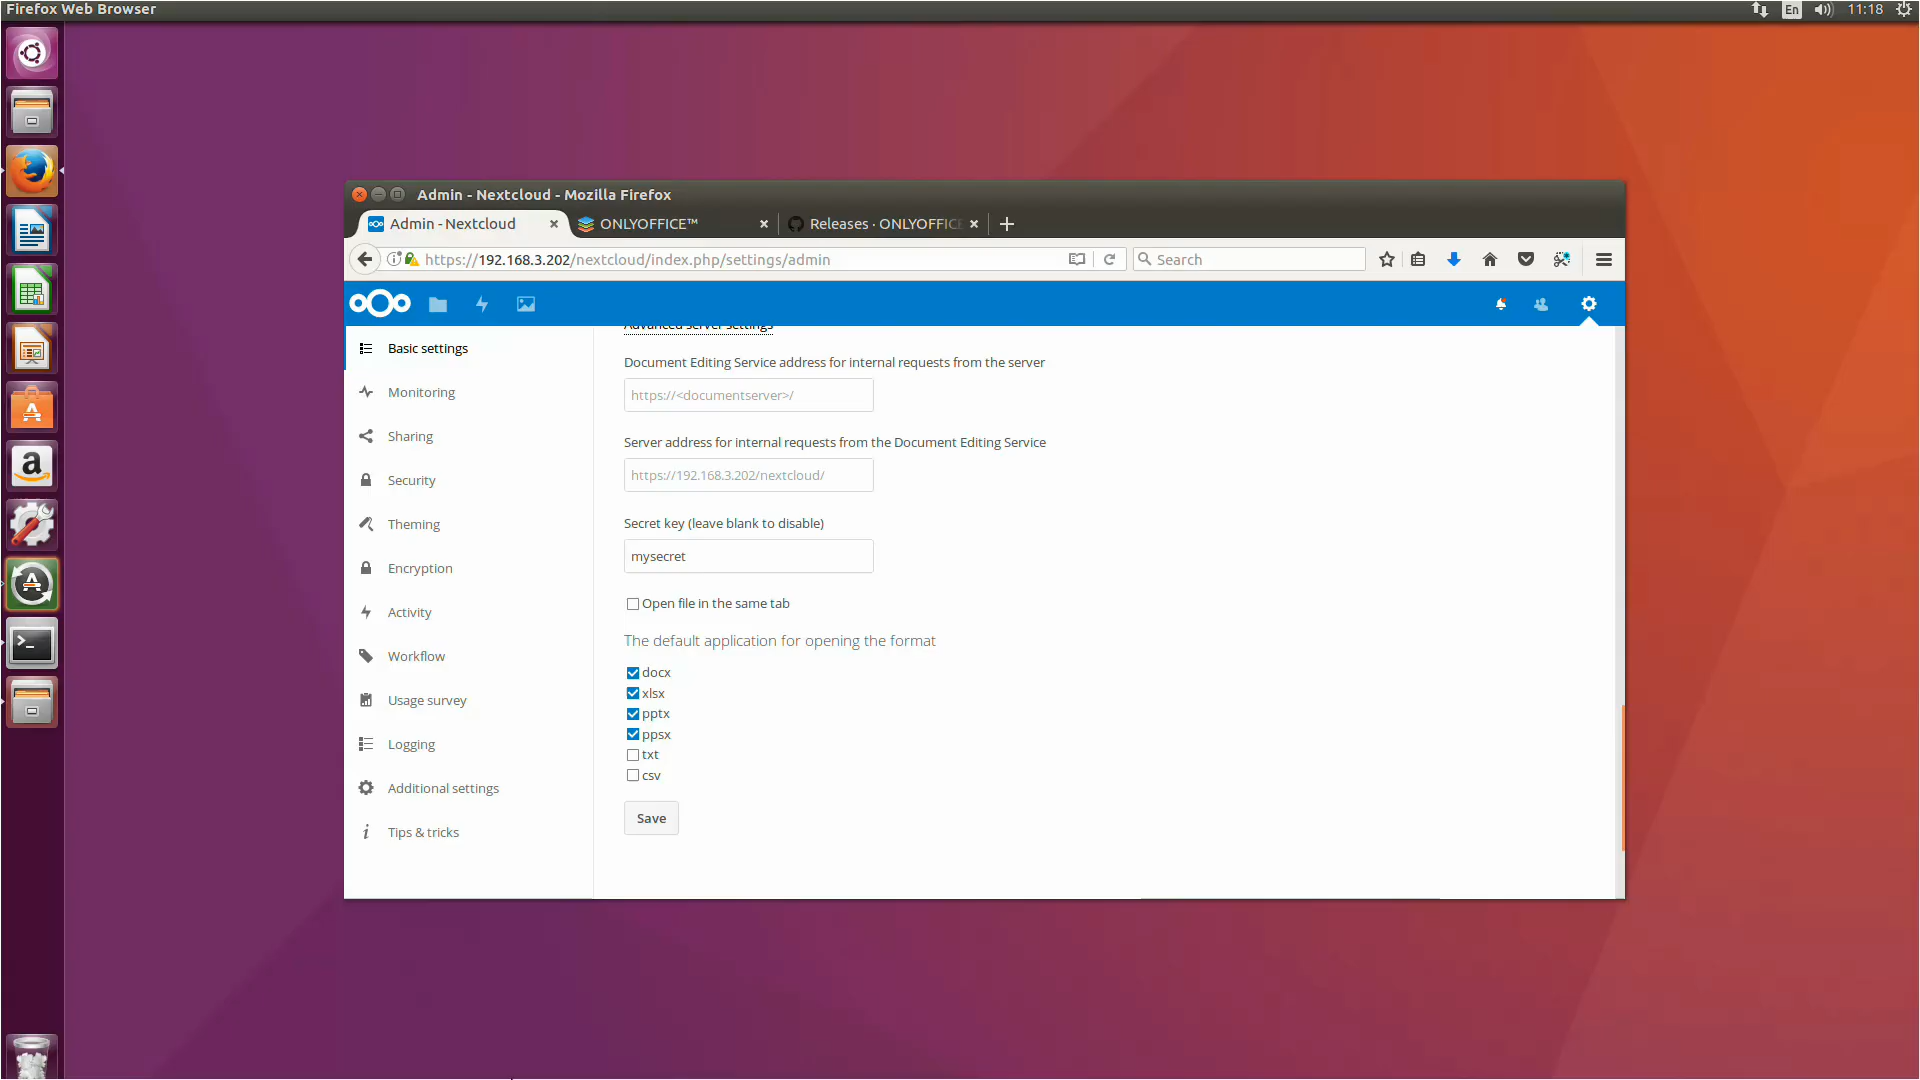 Firefox Web Browser
En
11:18
Admin - Nextcloud - Mozilla Firefox
Admin - Nextcloud
ONLYOFFICE™
Releases · ONLYOFFIC
https://192.168.3.202/nextcloud/index.php/settings/admin
Search
Advanced server settings
Basic settings
Monitoring
Sharing
Security
Theming
Encryption
Activity
Workflow
Usage survey
Logging
Additional settings
Tips & tricks
Document Editing Service address for internal requests from the server
https://<documentserver>/
Server address for internal requests from the Document Editing Service
https://192.168.3.202/nextcloud/
Secret key (leave blank to disable)
mysecret
Open file in the same tab
The default application for opening the format
docx
xlsx
pptx
ppsx
txt
csv
Save